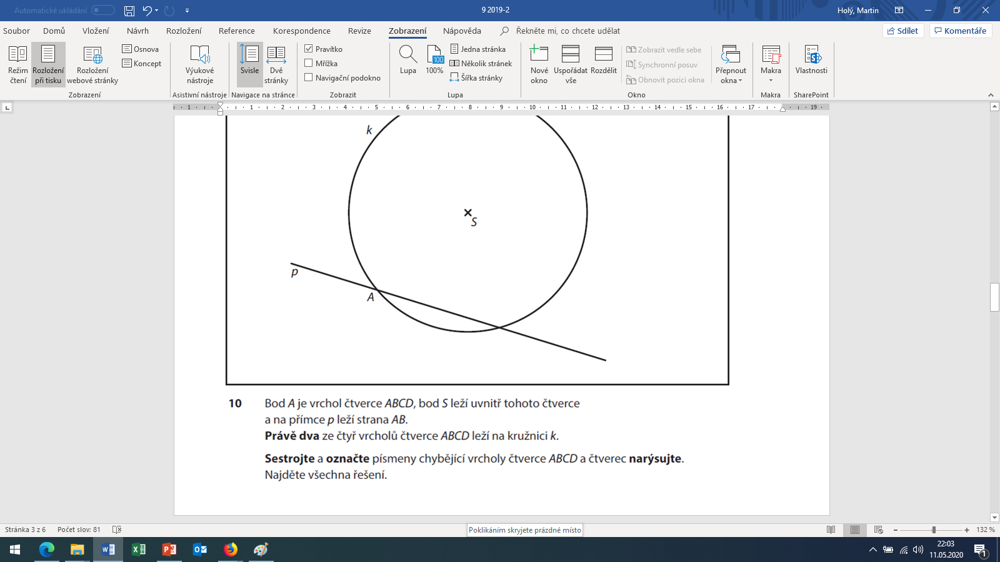 Automatické ukládání
9 2019-2
Holý, Martin
Soubor Domů Vložení Návrh Rozložení Reference Korespondence Revize Zobrazení Nápověda Řekněte mi, co chcete udělat Sdílet Komentáře
Režim čtení
Rozložení při tisku
Rozložení webové stránky
Osnova
Koncept
Zobrazení
Výukové nástroje
Asistivní nástroje
Svisle
Dvě stránky
Navigace na stránce
Pravítko
Mřížka
Navigační podokno
Zobrazit
Lupa
100
100%
Jedna stránka
Několik stránek
Šířka stránky
Lupa
Nové okno
Uspořádat vše
Rozdělit
Zobrazit vedle sebe
Synchronní posuv
Obnovit pozici okna
Přepnout okna
Okno
Makra
Makra
Vlastnosti
SharePoint
1 1 2 3 4 5 6 7 8 9 10 11 12 13 14 15 16 17 19
k
S
p
A
10 Bod A je vrchol čtverce ABCD, bod S leží uvnitř tohoto čtverce
a na přímce p leží strana AB.
Právě dva ze čtyř vrcholů čtverce ABCD leží na kružnici k.
Sestrojte a označte písmeny chybějící vrcholy čtverce ABCD a čtverec narýsujte.
Najděte všechna řešení.
Stránka 3 z 6 Počet slov: 81
Poklikáním skryjete prázdné místo
132 %
22:03
11.05.2020
1